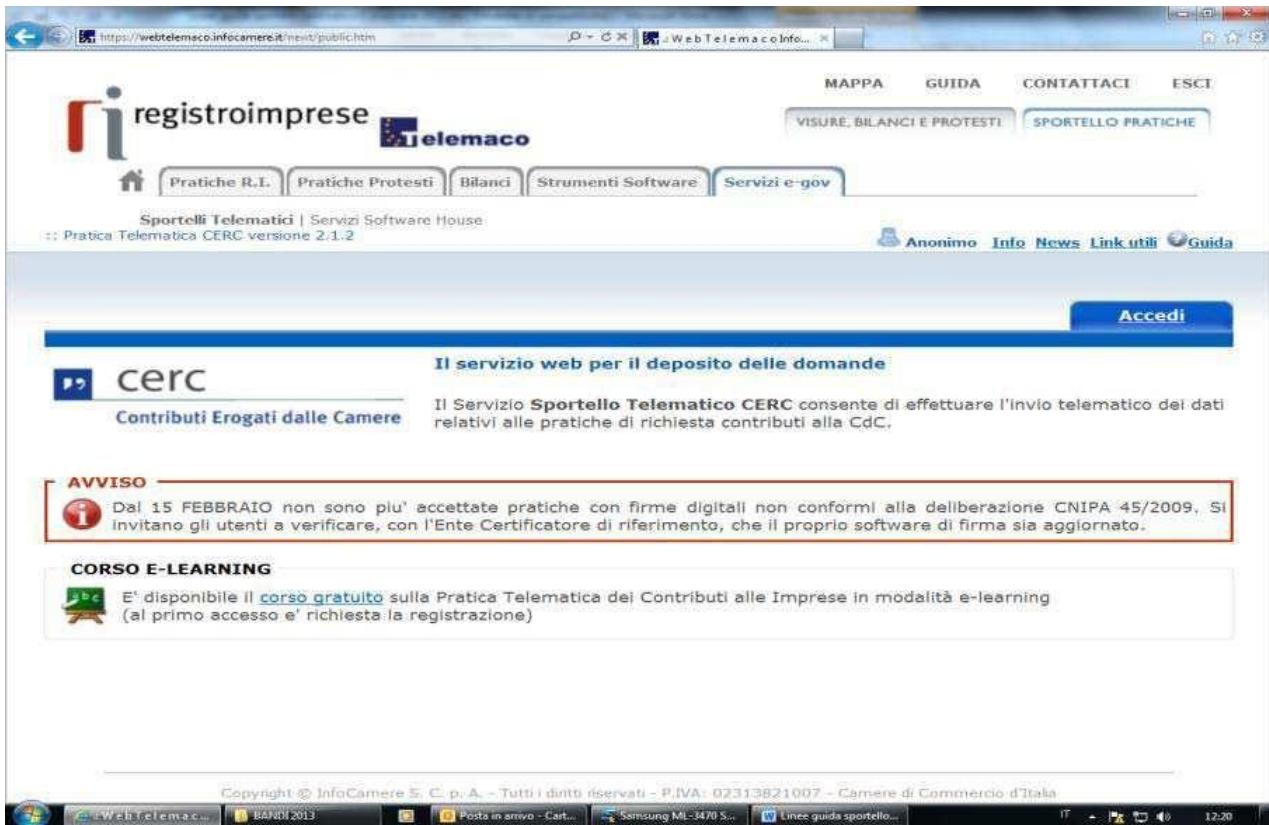 https://webtelemaco.infocamere.it/newt/public.htm
WebTelemacoInfo...
MAPPA GUIDA CONTATTACI ESCI
registroimprese
Telemaco
VISURE, BILANCI E PROTESTI SPORTELLO PRATICHE
Pratiche R.I. Pratiche Protesti Bilanci Strumenti Software Servizi e-gov
Sportelli Telematici | Servizi Software House
:: Pratica Telematica CERC versione 2.1.2
Anonimo Info News Link utili Guida
Accedi
cerc
Contributi Erogati dalle Camere
Il servizio web per il deposito delle domande
Il Servizio Sportello Telematico CERC consente di effettuare l'invio telematico dei dati
relativi alle pratiche di richiesta contributi alla CdC.
AVVISO
Dal 15 FEBBRAIO non sono piu' accettate pratiche con firme digitali non conformi alla deliberazione CNIPA 45/2009. Si
invitano gli utenti a verificare, con l'Ente Certificatore di riferimento, che il proprio software di firma sia aggiornato.
CORSO E-LEARNING
abc
E' disponibile il corso gratuito sulla Pratica Telematica dei Contributi alle Imprese in modalità e-learning
(al primo accesso e' richiesta la registrazione)
Copyright © InfoCamere S. C. p. A. - Tutti i diritti riservati - P.IVA: 02313821007 - Camere di Commercio d'Italia
WebTelemac... BANDI 2013 Posta in arrivo - Cart... Samsung ML-3470 S... Linee guida sportello... IT 12:20